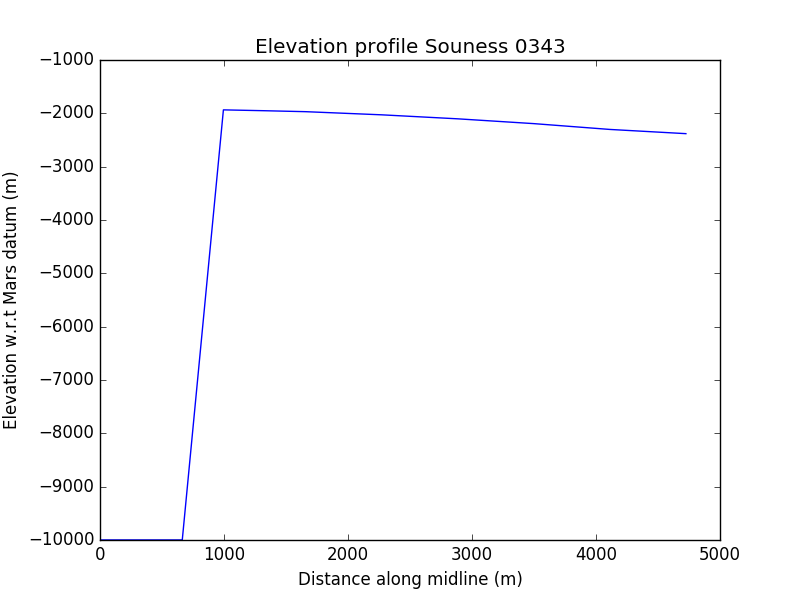 Elevation profile Souness 0343
−1000
−2000
−3000
−4000
−5000
−6000
−7000
−8000
−9000
−10000
Elevation w.r.t Mars datum (m)
0 1000 2000 3000 4000 5000
Distance along midline (m)